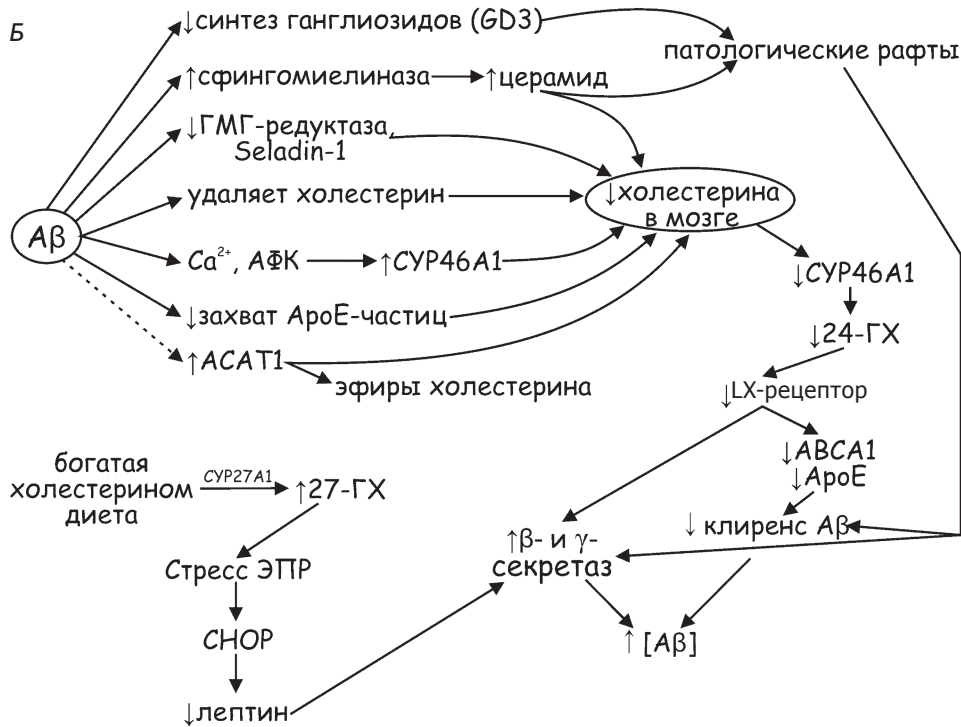 Б
↓синтез ганглиозидов (GD3)
патологические рафты
↑сфингомиелиназа
↑церамид
↓ГМГ-редуктаза,
Seladin-1
удаляет холестерин
↓холестерина
в мозге
Aβ
Ca²⁺, АФК
↑CYP46A1
↓CYP46A1
↓захват ApoE-частиц
↓24-ГХ
↑ACAT1
эфиры холестерина
↓LX-рецептор
↓ABCA1
↓ApoE
↓ клиренс Aβ
богатая
холестерином
диета
CYP27A1
↑27-ГХ
Стресс ЭПР
CHOP
↓лептин
↑β- и γ-
секретаз
↑ [Aβ]